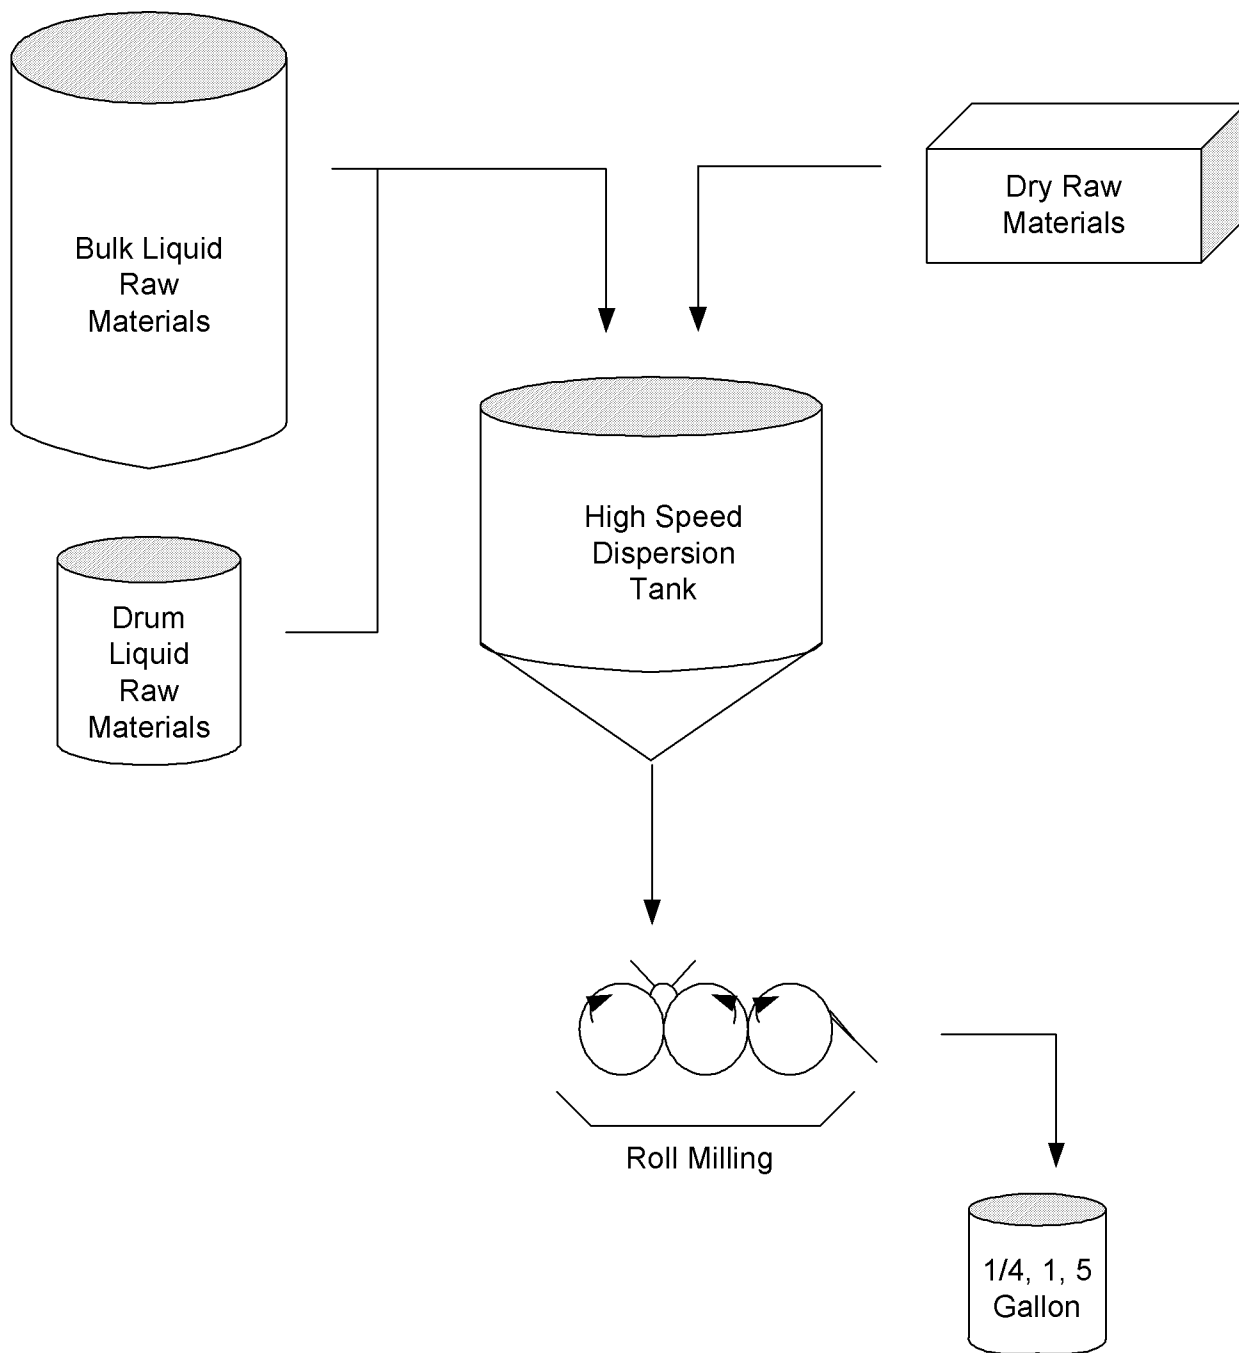 Bulk Liquid
Raw
Materials
Dry Raw
Materials
High Speed
Dispersion
Tank
Drum
Liquid
Raw
Materials
Roll Milling
1/4, 1, 5
Gallon